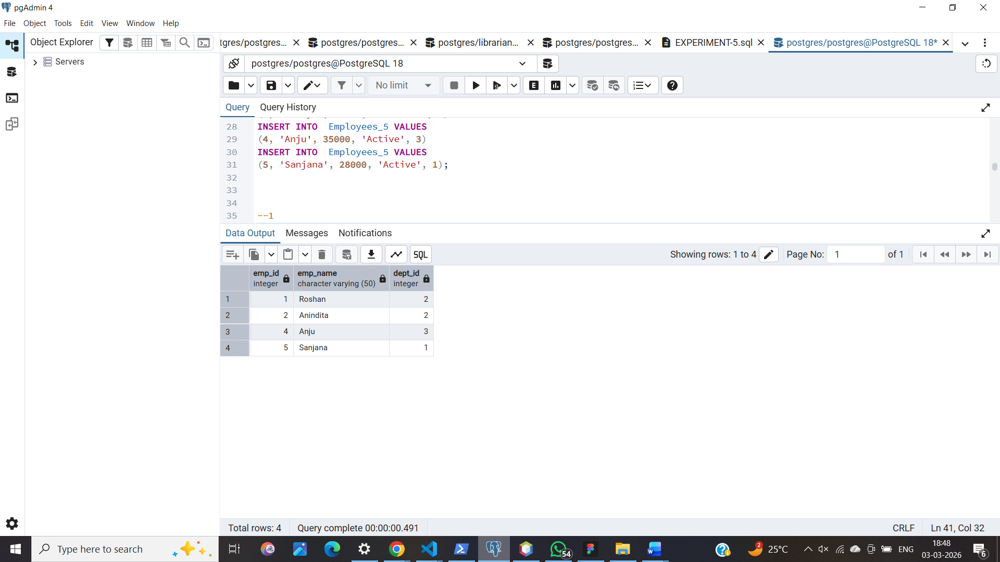 pgAdmin 4
File Object Tools Edit View Window Help
Object Explorer
tgres/postgres... postgres/postgres... postgres/librarian... postgres/postgres... EXPERIMENT-5.sql postgres/postgres@PostgreSQL 18*
Servers
postgres/postgres@PostgreSQL 18
No limit
E
Query Query History
28 INSERT INTO Employees_5 VALUES
29 (4, 'Anju', 35000, 'Active', 3)
30 INSERT INTO Employees_5 VALUES
31 (5, 'Sanjana', 28000, 'Active', 1);
32
33
34
35 --1
Data Output Messages Notifications
SQL Showing rows: 1 to 4 Page No: 1 of 1
emp_id emp_name dept_id
integer character varying (50) integer
1 1 Roshan 2
2 2 Anindita 2
3 4 Anju 3
4 5 Sanjana 1
Total rows: 4 Query complete 00:00:00.491 CRLF Ln 41, Col 32
Type here to search
54
2
25°C
ENG
18:48
03-03-2026
6